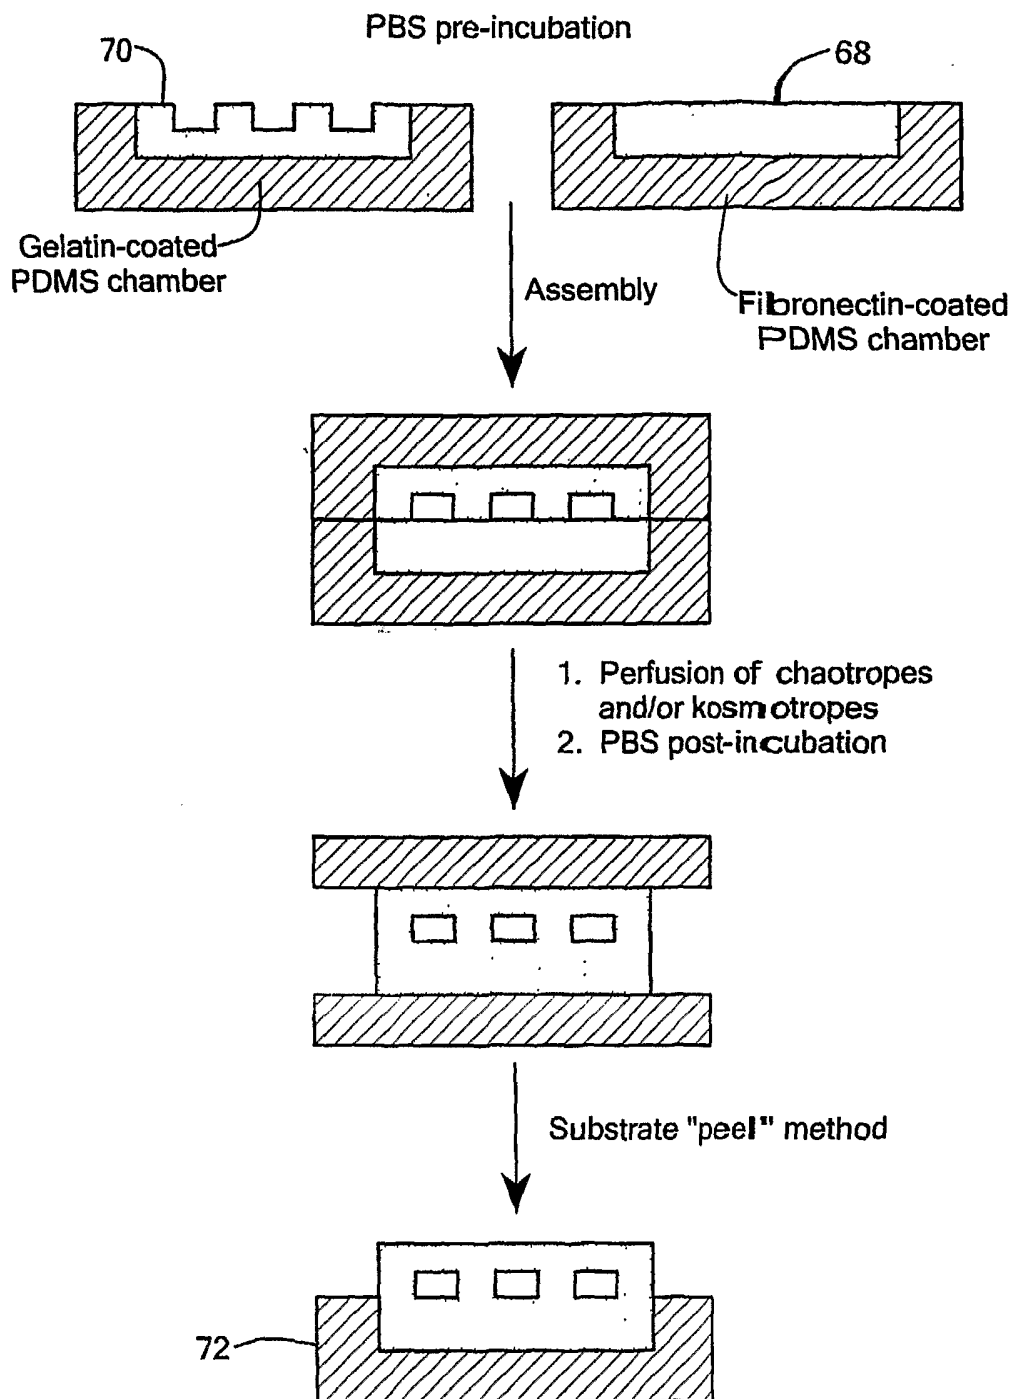 PBS pre-incubation
70
68
Gelatin-coated
PDMS chamber
Assembly
Fibronectin-coated
PDMS chamber
1. Perfusion of chaotropes
and/or kosmotropes
2. PBS post-incubation
Substrate "peel" method
72